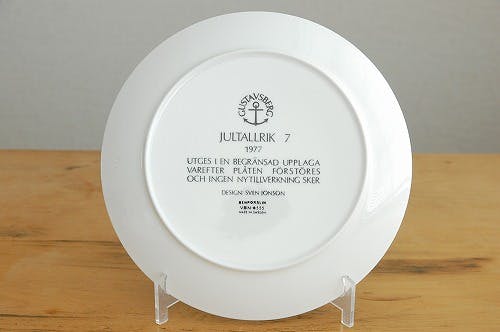 GUSTAVSBERG
JULTALLRIK 7
1977
UTGES I EN BEGRÄNSAD UPPLAGA
VAREFTER PLÅTEN FÖRSTÖRES
OCH INGEN NYTILLVERKNING SKER
DESIGN: SVEN JONSON
BENPORSLIN
MADE IN SWEDEN